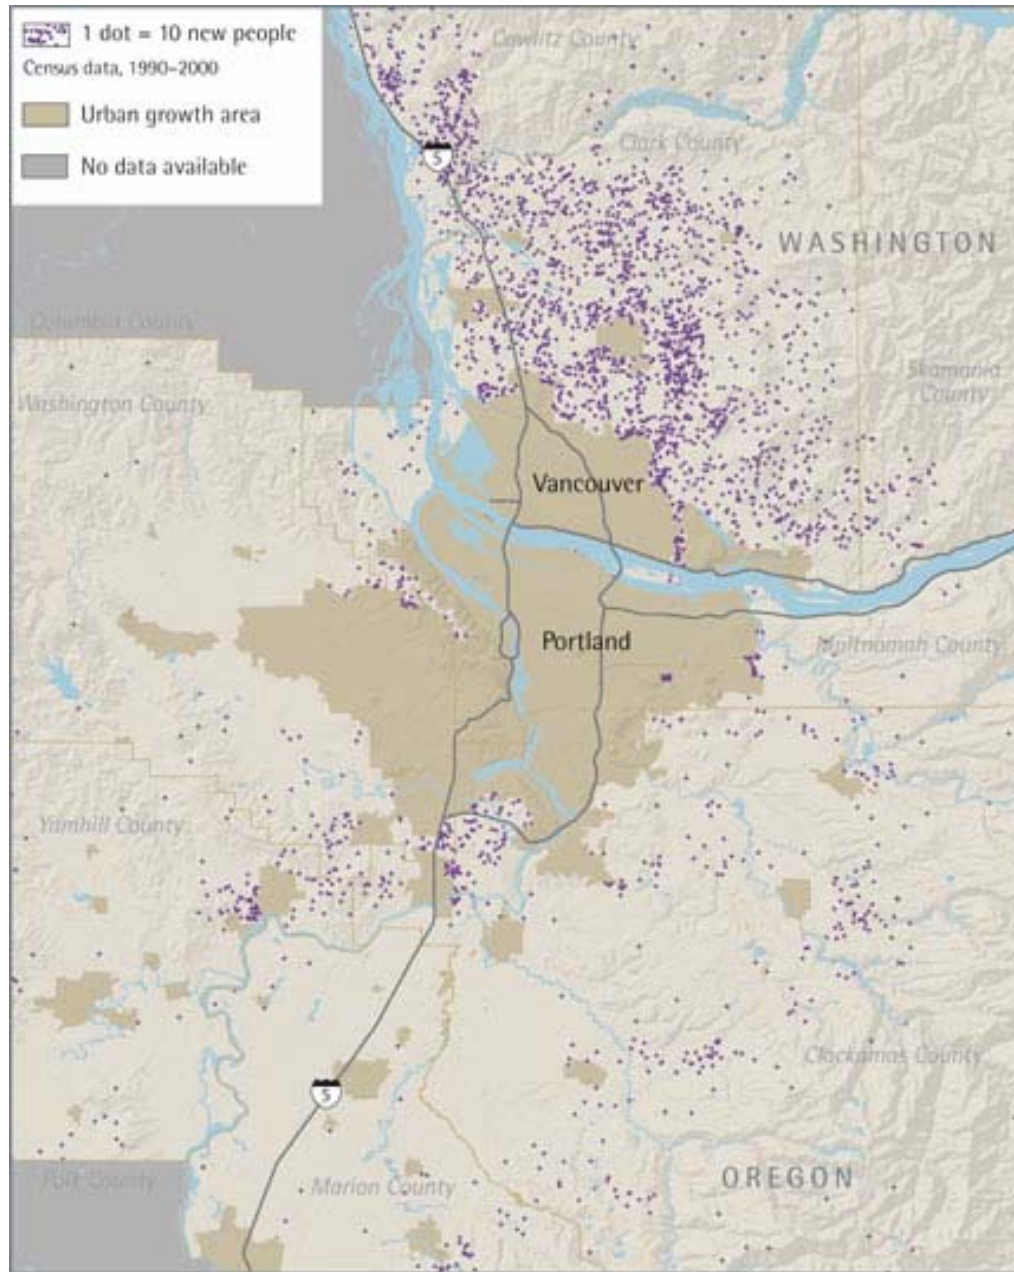 1 dot = 10 new people
Census data, 1990–2000
Urban growth area
No data available
Cowlitz County
5
Clark County
WASHINGTON
Columbia County
Skamania
County
Washington County
Vancouver
Portland
Multnomah County
Yamhill County
Clackamas County
5
OREGON
Polk County
Marion County